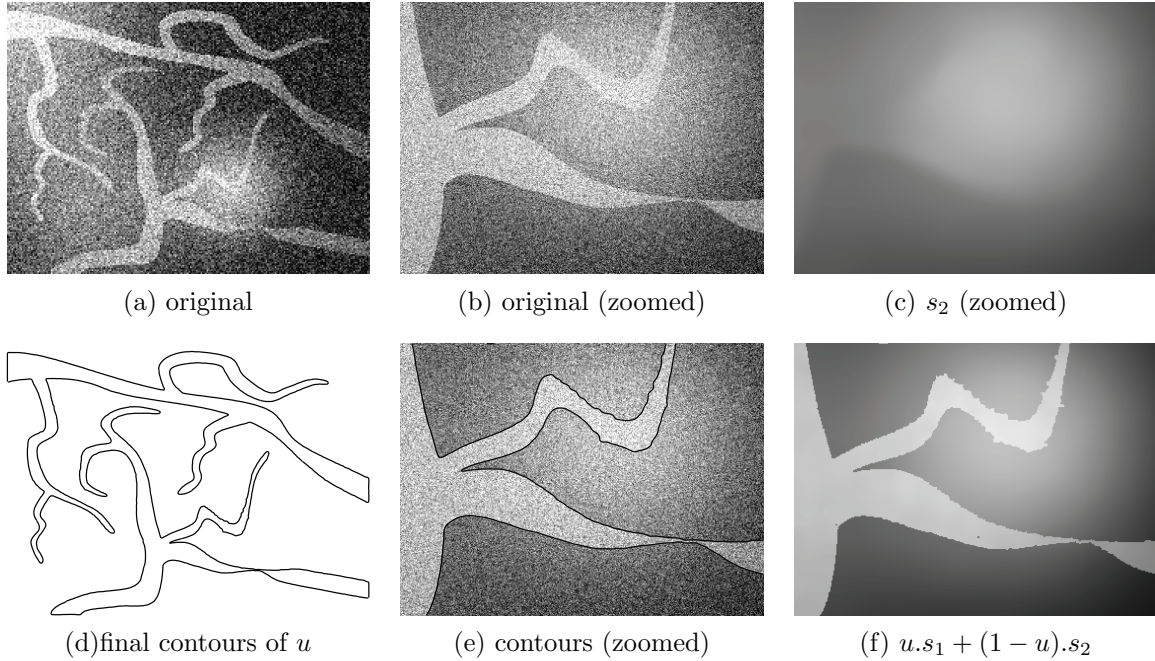 (a) original
(b) original (zoomed)
(c) s₂ (zoomed)
(d)final contours of u
(e) contours (zoomed)
(f) u.s₁ + (1 − u).s₂